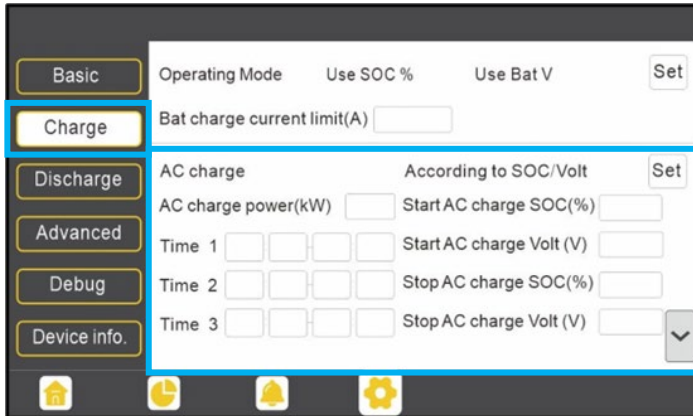 Basic
Charge
Discharge
Advanced
Debug
Device info.
Operating Mode Use SOC % Use Bat V Set
Bat charge current limit(A)
AC charge According to SOC/Volt Set
AC charge power(kW) Start AC charge SOC(%)
Time 1 Start AC charge Volt (V)
Time 2 Stop AC charge SOC(%)
Time 3 Stop AC charge Volt (V)